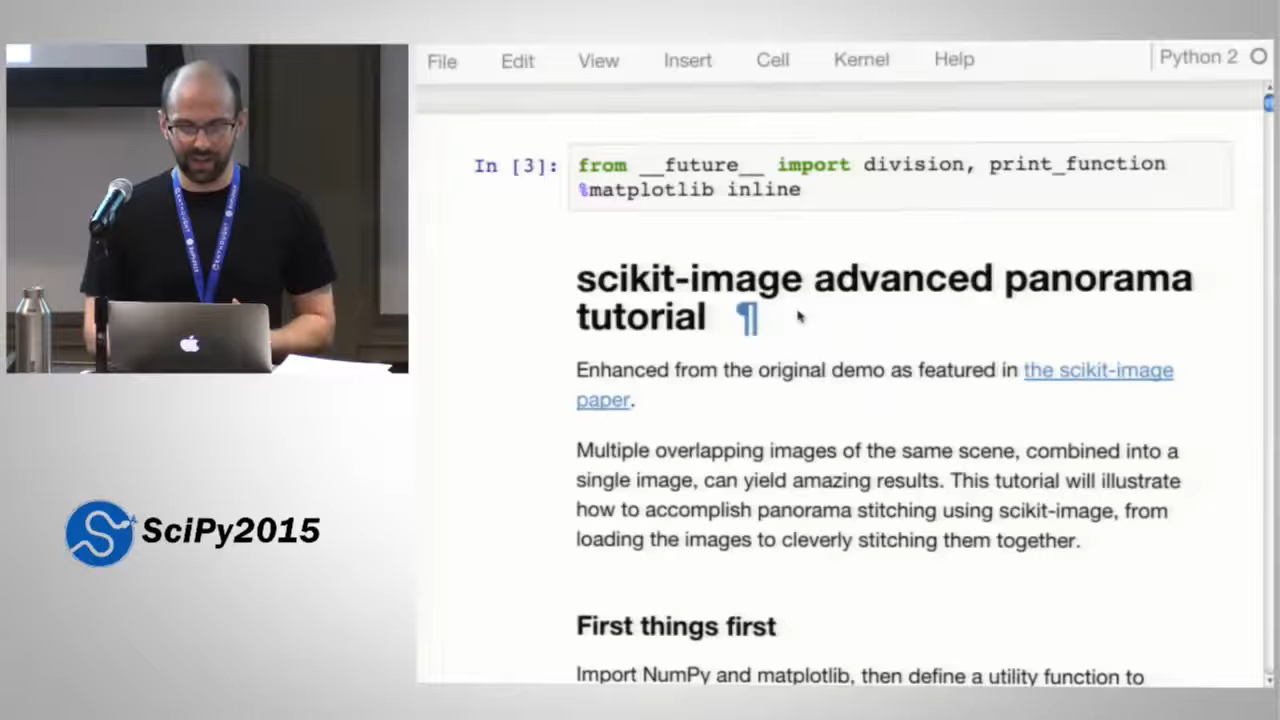 File Edit View Insert Cell Kernel Help Python 2
In [3]: from __future__ import division, print_function
%matplotlib inline
scikit-image advanced panorama
tutorial ¶
Enhanced from the original demo as featured in the scikit-image
paper.
Multiple overlapping images of the same scene, combined into a
single image, can yield amazing results. This tutorial will illustrate
how to accomplish panorama stitching using scikit-image, from
loading the images to cleverly stitching them together.
First things first
Import NumPy and matplotlib, then define a utility function to
ENTHOUGHT
SciPy2015